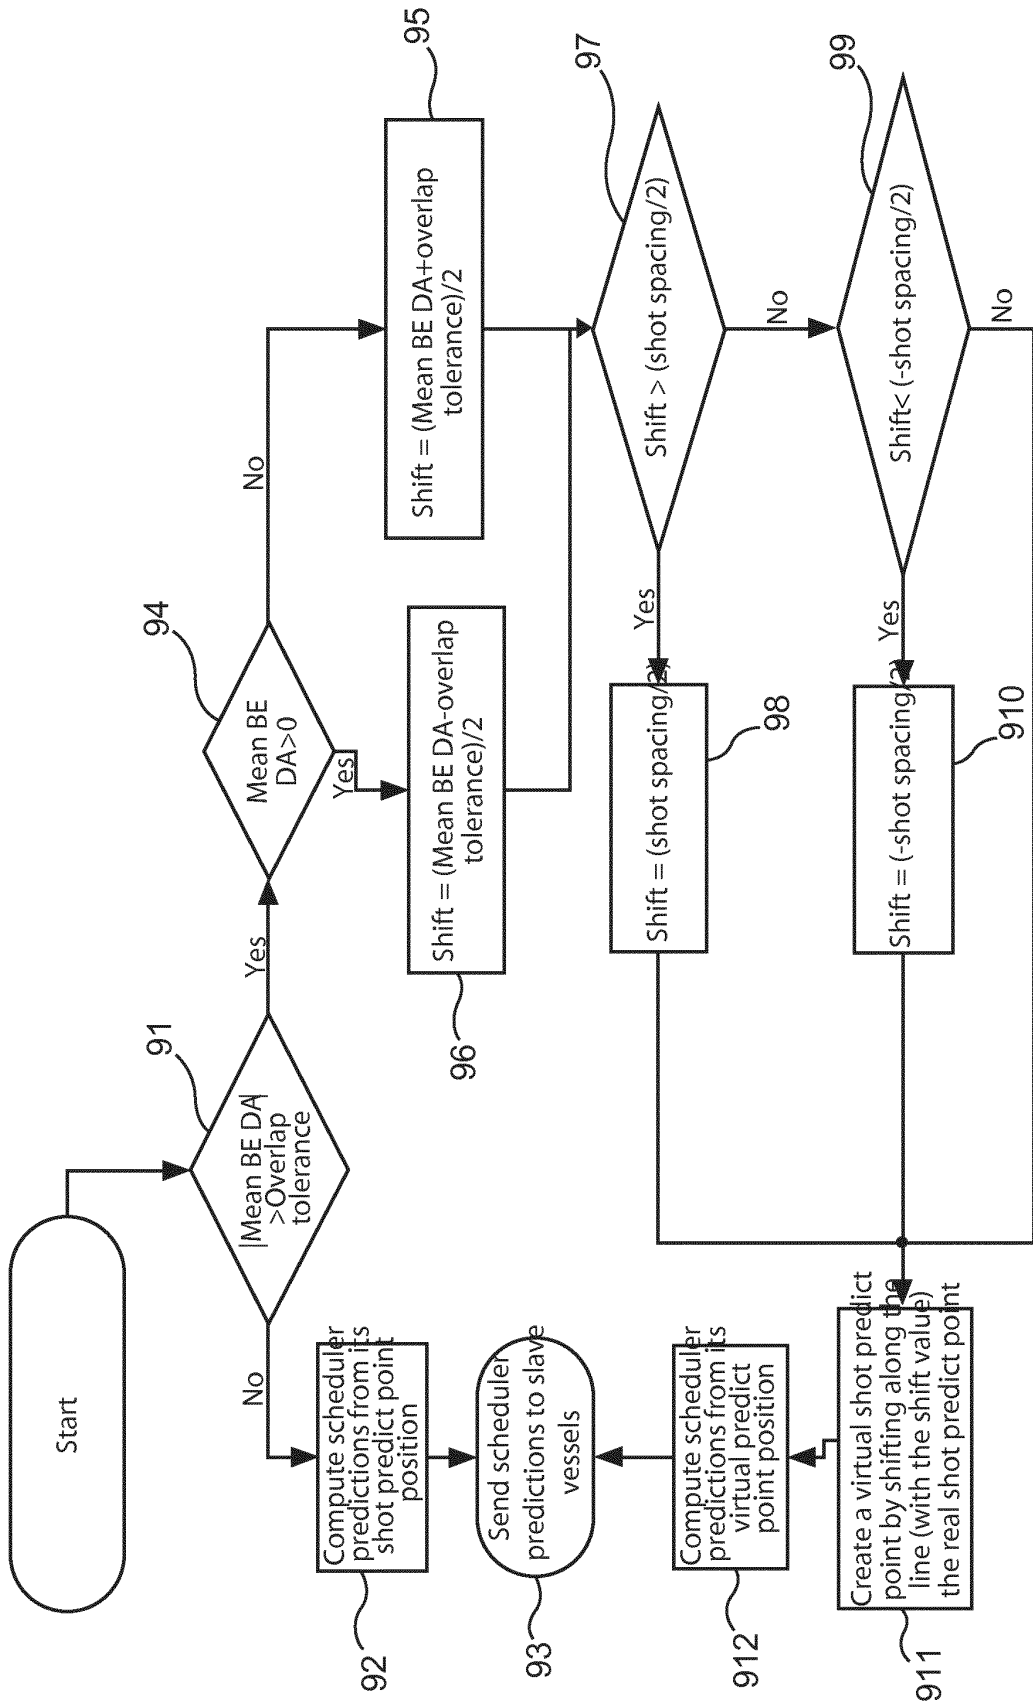 Start
91
|Mean BE DA|
>Overlap
tolerance
No
Yes
Compute scheduler
predictions from its
shot predict point
position
92
Send scheduler
predictions to slave
vessels
93
94
Mean BE
DA>0
Yes
No
95
Shift = (Mean BE DA+overlap
tolerance)/2
Shift = (Mean BE DA-overlap
tolerance)/2
96
97
Shift > (shot spacing/2)
Yes
No
Shift = (shot spacing/2)
98
99
Shift< (-shot spacing/2)
Yes
No
Shift = (-shot spacing/2)
910
Create a virtual shot predict
point by shifting along the
line (with the shift value)
the real shot predict point
911
Compute scheduler
predictions from its
virtual predict
point position
912